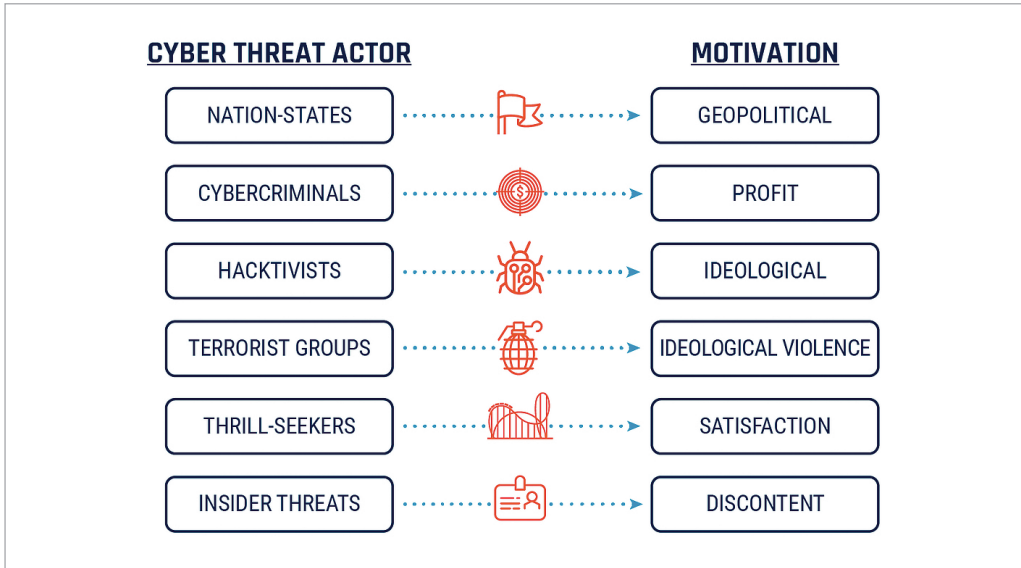 CYBER THREAT ACTOR
MOTIVATION
NATION-STATES
GEOPOLITICAL
CYBERCRIMINALS
$
PROFIT
HACKTIVISTS
IDEOLOGICAL
TERRORIST GROUPS
IDEOLOGICAL VIOLENCE
THRILL-SEEKERS
SATISFACTION
INSIDER THREATS
DISCONTENT